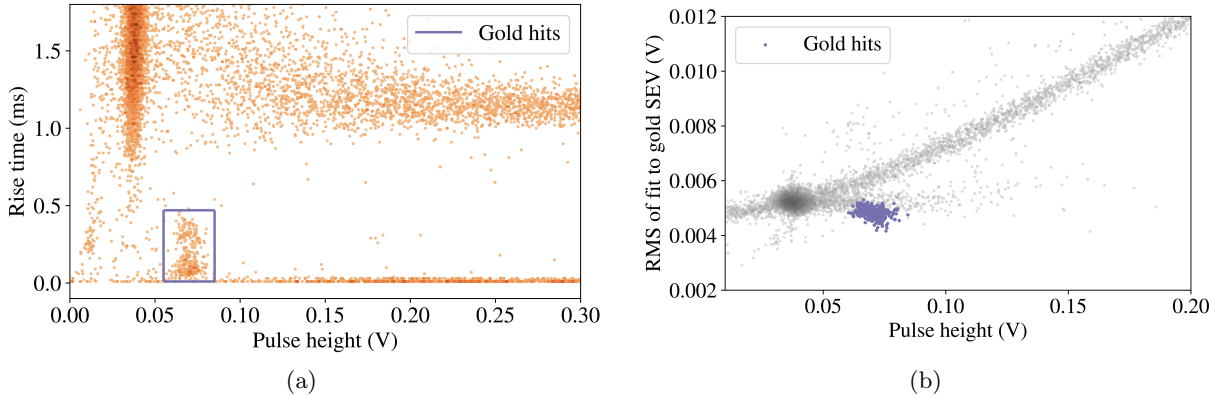 1.5
1.0
0.5
0.0
Rise time (ms)
Gold hits
0.00 0.05 0.10 0.15 0.20 0.25 0.30
Pulse height (V)
(a)
0.012
0.010
0.008
0.006
0.004
0.002
RMS of fit to gold SEV (V)
Gold hits
0.05 0.10 0.15 0.20
Pulse height (V)
(b)